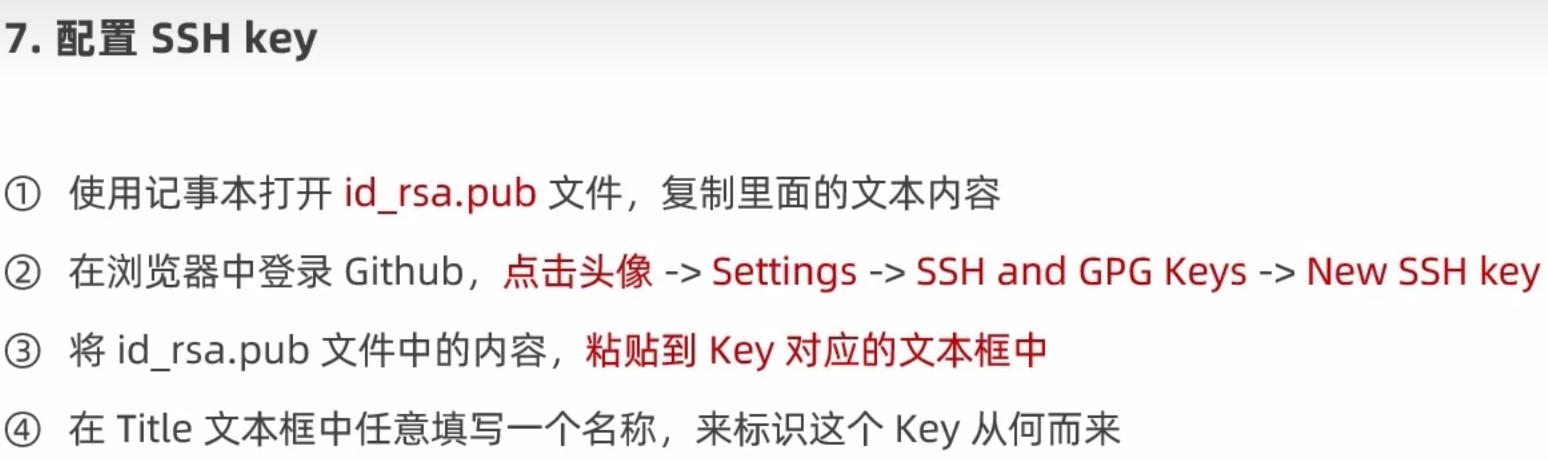 7. 配置 SSH key
① 使用记事本打开 id_rsa.pub 文件，复制里面的文本内容
② 在浏览器中登录 Github，点击头像 -> Settings -> SSH and GPG Keys -> New SSH key
③ 将 id_rsa.pub 文件中的内容，粘贴到 Key 对应的文本框中
④ 在 Title 文本框中任意填写一个名称，来标识这个 Key 从何而来